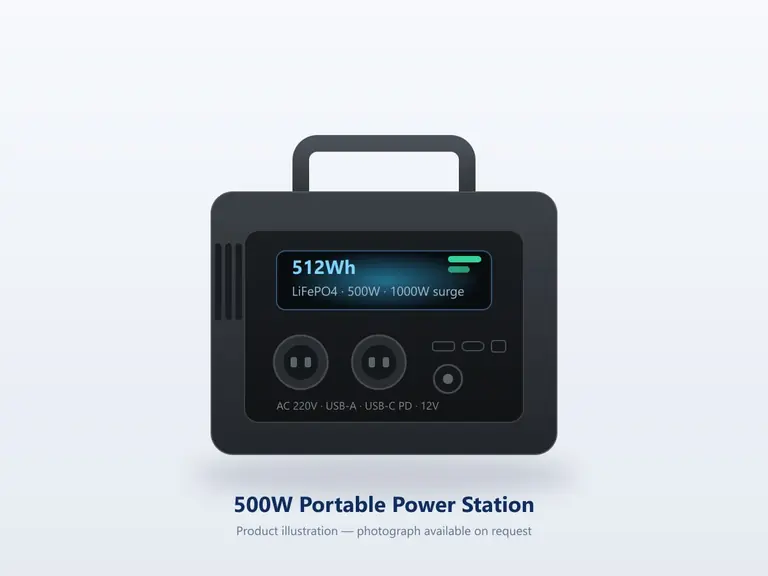 512Wh
LiFePO4 · 500W · 1000W surge
AC 220V · USB-A · USB-C PD · 12V
500W Portable Power Station
Product illustration — photograph available on request